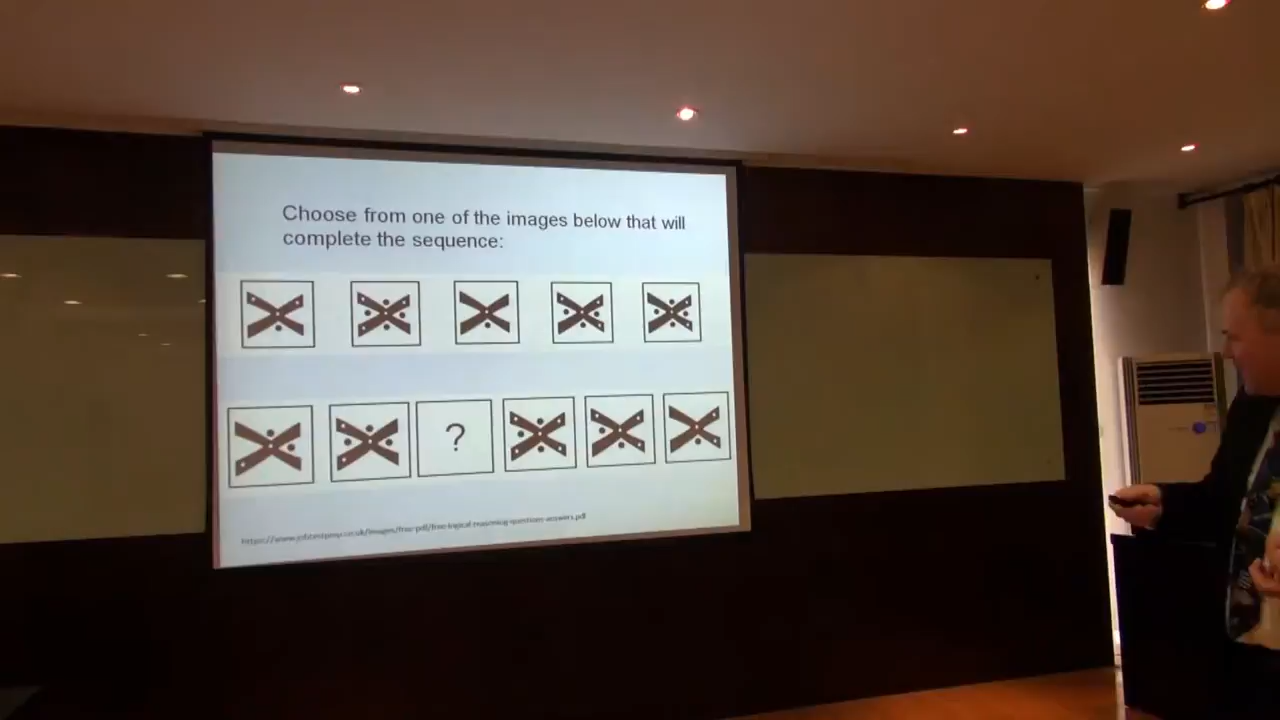 Choose from one of the images below that will
complete the sequence:
?